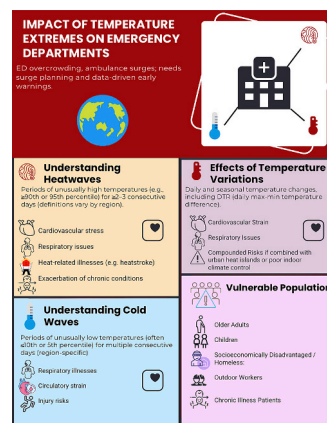 IMPACT OF TEMPERATURE
EXTREMES ON EMERGENCY
DEPARTMENTS
ED overcrowding, ambulance surges; needs
surge planning and data-driven early
warnings.
Understanding
Heatwaves
Periods of unusually high temperatures (e.g.,
≥90th or 95th percentile) for ≥2–3 consecutive
days (definitions vary by region).
Cardiovascular stress
Respiratory issues
Heat-related illnesses (e.g. heatstroke)
Exacerbation of chronic conditions
Understanding Cold
Waves
Periods of unusually low temperatures (often
≤10th or 5th percentile) for multiple consecutive
days (region-specific)
Respiratory illnesses
Circulatory strain
Injury risks
Effects of Temperature
Variations
Daily and seasonal temperature changes,
including DTR (daily max-min temperature
difference).
Cardiovascular Strain
Respiratory Issues
Compounded Risks if combined with
urban heat islands or poor indoor
climate control
Vulnerable Population
Older Adults
Children
Socioeconomically Disadvantaged /
Homeless:
Outdoor Workers
Chronic Illness Patients